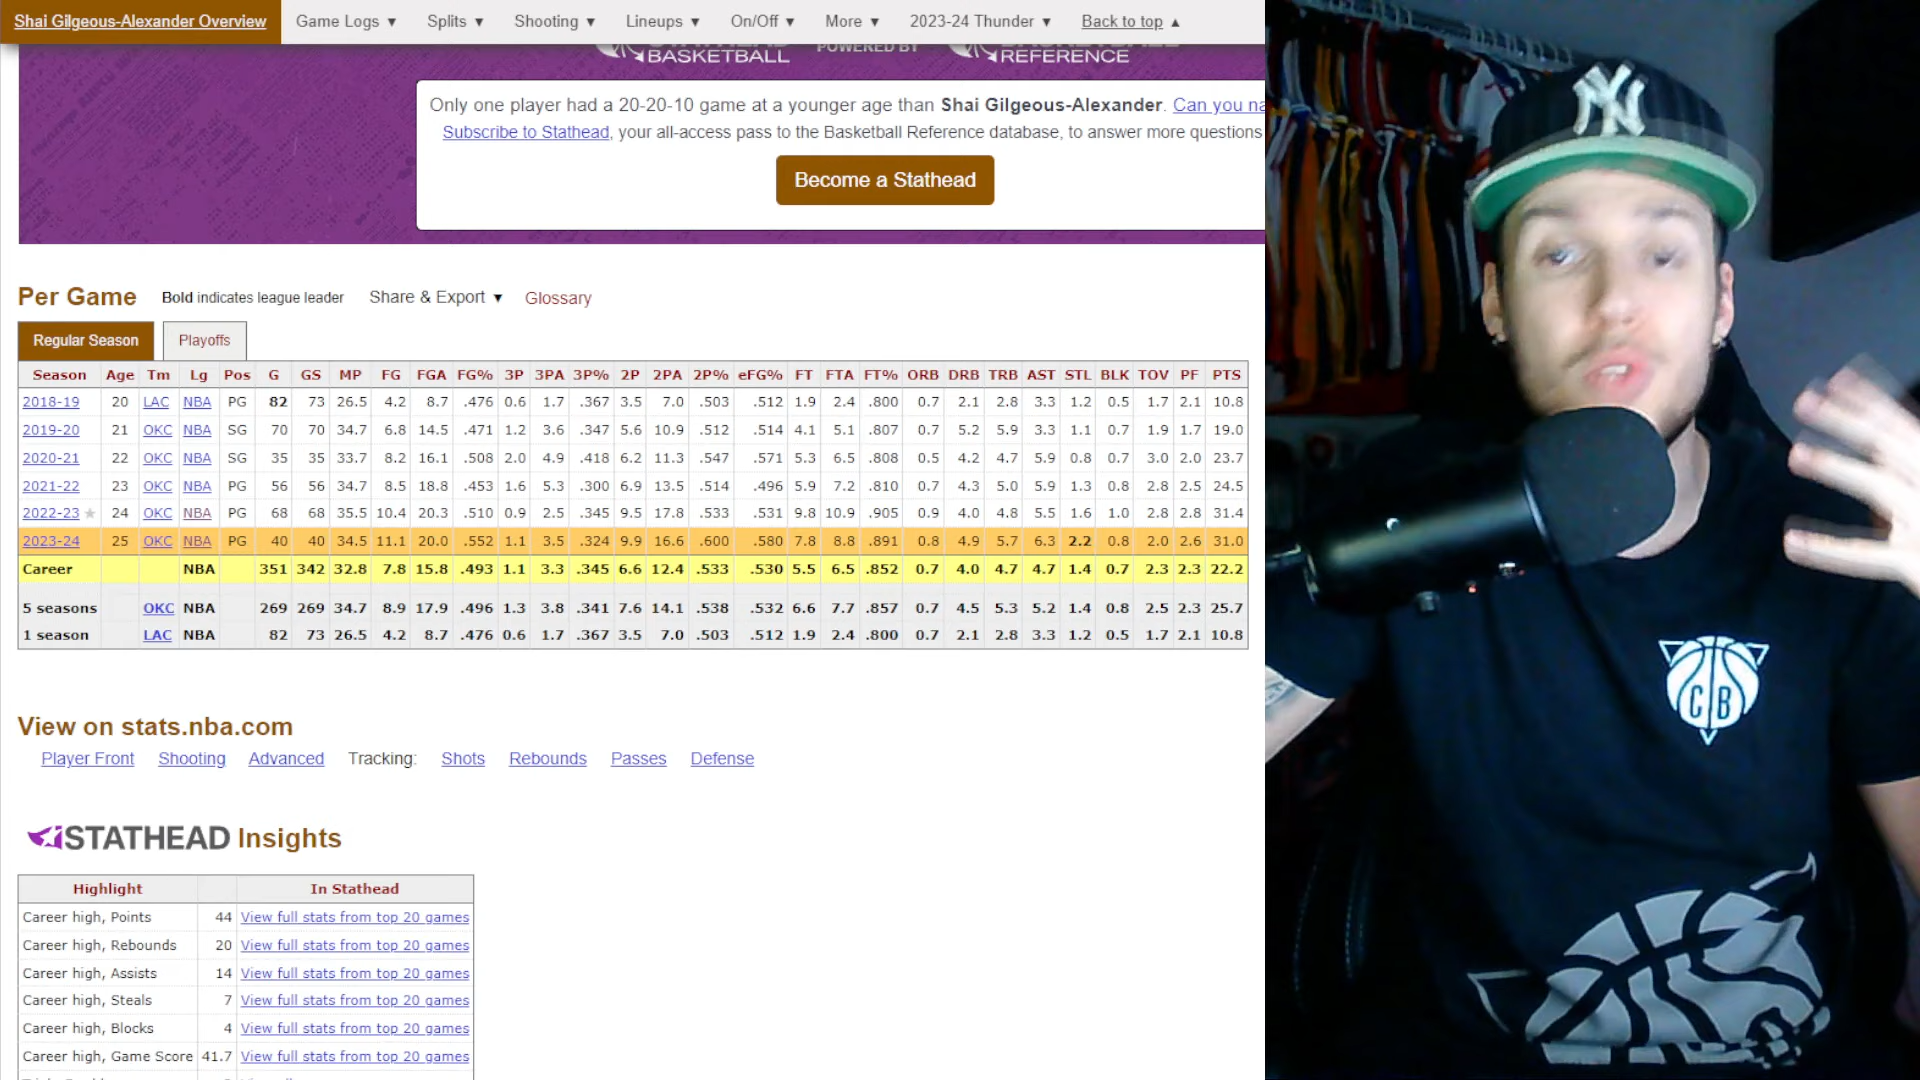 Shai Gilgeous-Alexander Overview Game Logs ▼ Splits ▼ Shooting ▼ Lineups ▼ On/Off ▼ More ▼ 2023-24 Thunder ▼ Back to top ▲
STATHEAD POWERED BY BASKETBALL
BASKETBALL REFERENCE
Only one player had a 20-20-10 game at a younger age than Shai Gilgeous-Alexander. Can you na
Subscribe to Stathead, your all-access pass to the Basketball Reference database, to answer more questions
Become a Stathead
Per Game Bold indicates league leader Share & Export ▼ Glossary
Regular Season Playoffs
Season Age Tm Lg Pos G GS MP FG FGA FG% 3P 3PA 3P% 2P 2PA 2P% eFG% FT FTA FT% ORB DRB TRB AST STL BLK TOV PF PTS
2018-19 20 LAC NBA PG 82 73 26.5 4.2 8.7 .476 0.6 1.7 .367 3.5 7.0 .503 .512 1.9 2.4 .800 0.7 2.1 2.8 3.3 1.2 0.5 1.7 2.1 10.8
2019-20 21 OKC NBA SG 70 70 34.7 6.8 14.5 .471 1.2 3.6 .347 5.6 10.9 .512 .514 4.1 5.1 .807 0.7 5.2 5.9 3.3 1.1 0.7 1.9 1.7 19.0
2020-21 22 OKC NBA SG 35 35 33.7 8.2 16.1 .508 2.0 4.9 .418 6.2 11.3 .547 .571 5.3 6.5 .808 0.5 4.2 4.7 5.9 0.8 0.7 3.0 2.0 23.7
2021-22 23 OKC NBA PG 56 56 34.7 8.5 18.8 .453 1.6 5.3 .300 6.9 13.5 .514 .496 5.9 7.2 .810 0.7 4.3 5.0 5.9 1.3 0.8 2.8 2.5 24.5
2022-23 ★ 24 OKC NBA PG 68 68 35.5 10.4 20.3 .510 0.9 2.5 .345 9.5 17.8 .533 .531 9.8 10.9 .905 0.9 4.0 4.8 5.5 1.6 1.0 2.8 2.8 31.4
2023-24 25 OKC NBA PG 40 40 34.5 11.1 20.0 .552 1.1 3.5 .324 9.9 16.6 .600 .580 7.8 8.8 .891 0.8 4.9 5.7 6.3 2.2 0.8 2.0 2.6 31.0
Career NBA 351 342 32.8 7.8 15.8 .493 1.1 3.3 .345 6.6 12.4 .533 .530 5.5 6.5 .852 0.7 4.0 4.7 4.7 1.4 0.7 2.3 2.3 22.2
5 seasons OKC NBA 269 269 34.7 8.9 17.9 .496 1.3 3.8 .341 7.6 14.1 .538 .532 6.6 7.7 .857 0.7 4.5 5.3 5.2 1.4 0.8 2.5 2.3 25.7
1 season LAC NBA 82 73 26.5 4.2 8.7 .476 0.6 1.7 .367 3.5 7.0 .503 .512 1.9 2.4 .800 0.7 2.1 2.8 3.3 1.2 0.5 1.7 2.1 10.8
View on stats.nba.com
Player Front Shooting Advanced Tracking: Shots Rebounds Passes Defense
STATHEAD Insights
Highlight In Stathead
Career high, Points 44 View full stats from top 20 games
Career high, Rebounds 20 View full stats from top 20 games
Career high, Assists 14 View full stats from top 20 games
Career high, Steals 7 View full stats from top 20 games
Career high, Blocks 4 View full stats from top 20 games
Career high, Game Score 41.7 View full stats from top 20 games
NY
CB